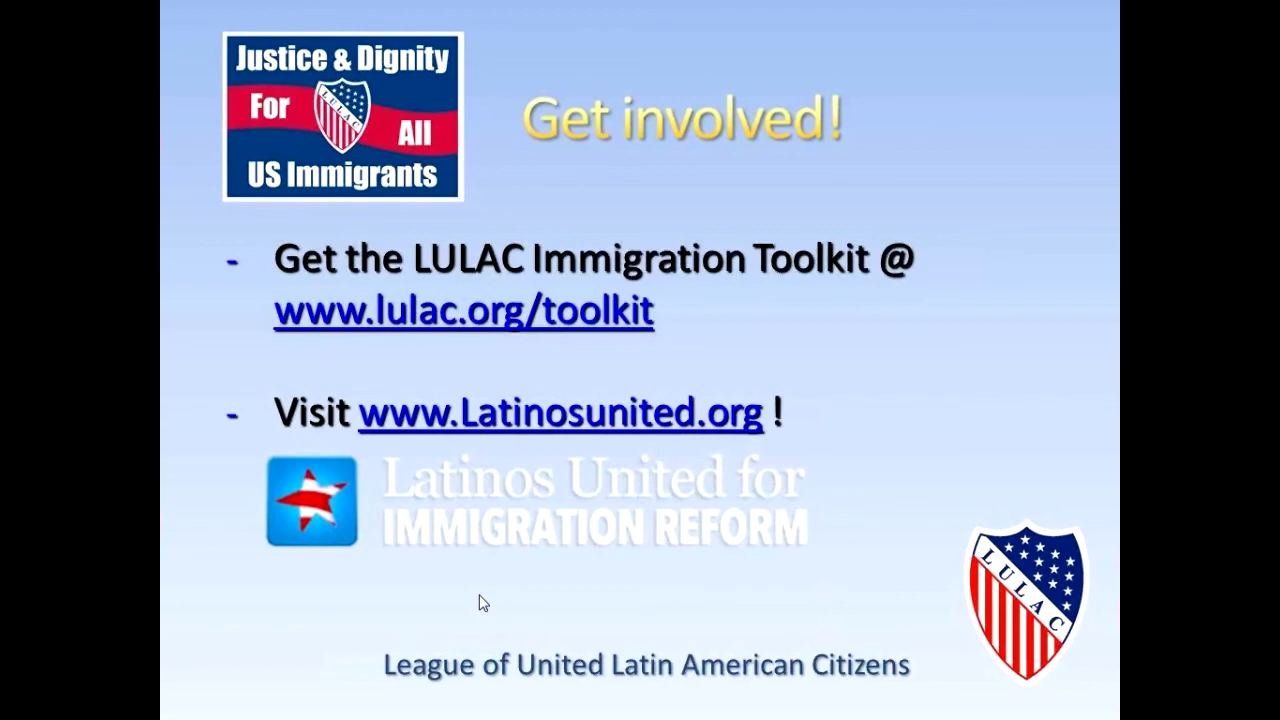 Justice & Dignity
For
LULAC
All
US Immigrants
Get involved!
- Get the LULAC Immigration Toolkit @
www.lulac.org/toolkit
- Visit www.Latinosunited.org !
Latinos United for
IMMIGRATION REFORM
LULAC
League of United Latin American Citizens